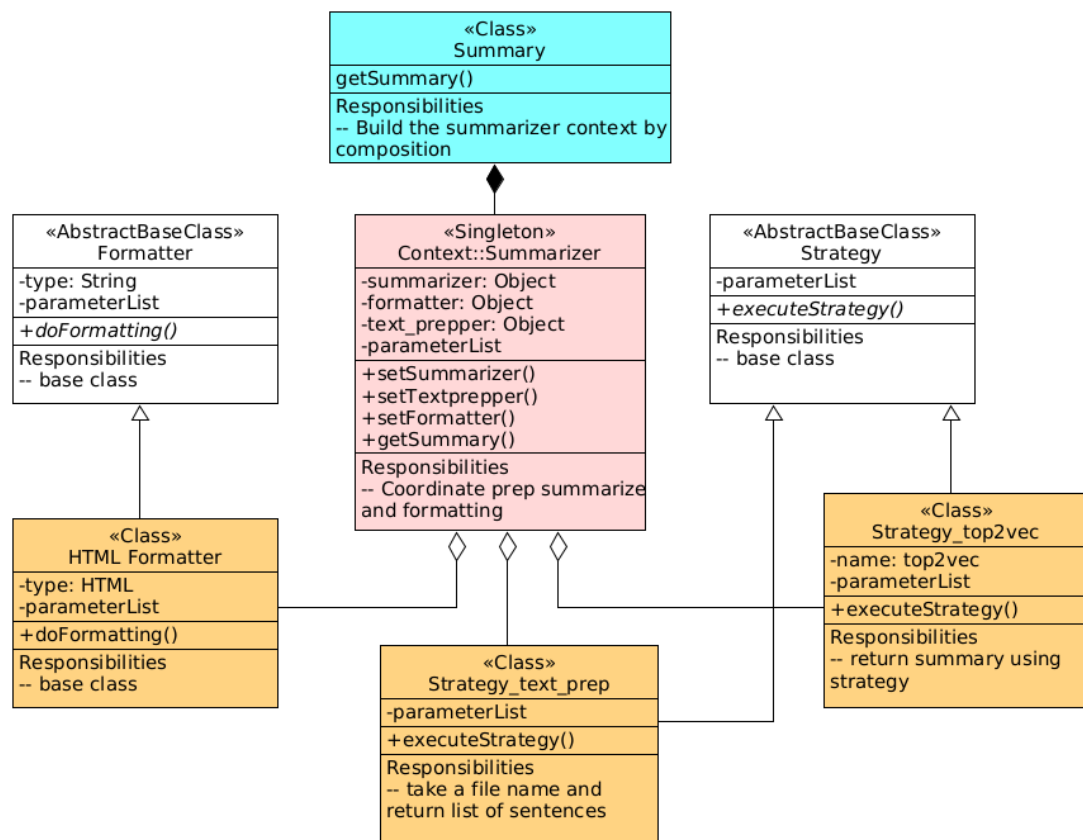 «Class»
Summary
getSummary()
Responsibilities
-- Build the summarizer context by
composition
«AbstractBaseClass»
Formatter
-type: String
-parameterList
+doFormatting()
Responsibilities
-- base class
«Singleton»
Context::Summarizer
-summarizer: Object
-formatter: Object
-text_prepper: Object
-parameterList
+setSummarizer()
+setTextprepper()
+setFormatter()
+getSummary()
Responsibilities
-- Coordinate prep summarize
and formatting
«AbstractBaseClass»
Strategy
-parameterList
+executeStrategy()
Responsibilities
-- base class
«Class»
HTML Formatter
-type: HTML
-parameterList
+doFormatting()
Responsibilities
-- base class
«Class»
Strategy_text_prep
-parameterList
+executeStrategy()
Responsibilities
-- take a file name and
return list of sentences
«Class»
Strategy_top2vec
-name: top2vec
-parameterList
+executeStrategy()
Responsibilities
-- return summary using
strategy